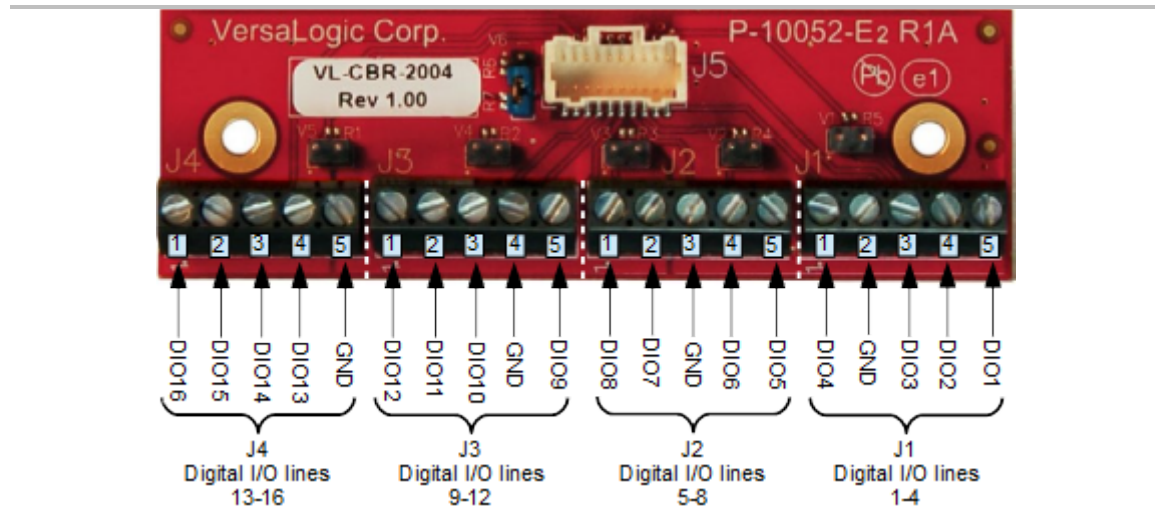 VersaLogic Corp.
P-10052-E2 R1A
VL-CBR-2004
Rev 1.00
V6
R6
R7
J5
Pb
e1
V5 R1
V4 R2
V3 R3
V2 R4
V1 R5
J4
J3
J2
J1
1 2 3 4 5
1 2 3 4 5
1 2 3 4 5
1 2 3 4 5
1
1
1
1
DIO16
DIO15
DIO14
DIO13
GND
DIO12
DIO11
DIO10
GND
DIO9
DIO8
DIO7
GND
DIO6
DIO5
DIO4
GND
DIO3
DIO2
DIO1
J4
Digital I/O lines
13-16
J3
Digital I/O lines
9-12
J2
Digital I/O lines
5-8
J1
Digital I/O lines
1-4